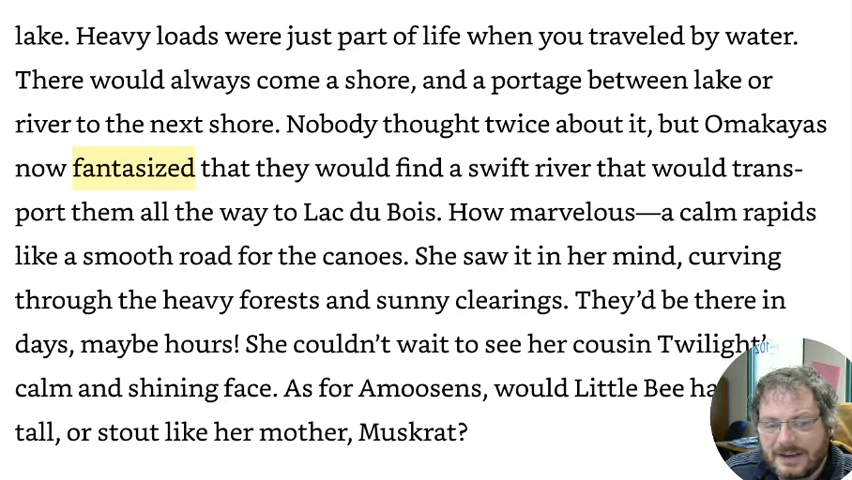 lake. Heavy loads were just part of life when you traveled by water.
There would always come a shore, and a portage between lake or
river to the next shore. Nobody thought twice about it, but Omakayas
now fantasized that they would find a swift river that would trans-
port them all the way to Lac du Bois. How marvelous—a calm rapids
like a smooth road for the canoes. She saw it in her mind, curving
through the heavy forests and sunny clearings. They’d be there in
days, maybe hours! She couldn’t wait to see her cousin Twilight’
calm and shining face. As for Amoosens, would Little Bee
tall, or stout like her mother, Muskrat?